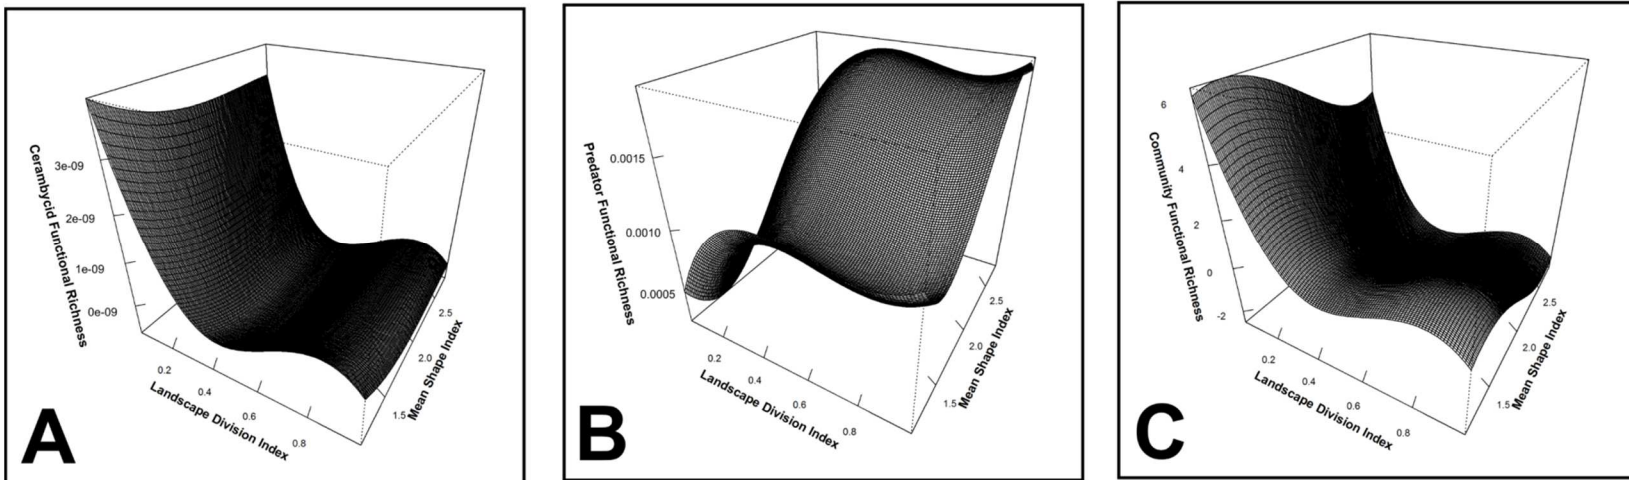 Cerambycid Functional Richness
3e-09
2e-09
1e-09
0e-09
0.2
0.4
0.6
0.8
Landscape Division Index
1.5
2.0
2.5
Mean Shape Index
A
Predator Functional Richness
0.0015
0.0010
0.0005
0.2
0.4
0.6
0.8
Landscape Division Index
1.5
2.0
2.5
Mean Shape Index
B
Community Functional Richness
6
4
2
0
-2
0.2
0.4
0.6
0.8
Landscape Division Index
1.5
2.0
2.5
Mean Shape Index
C